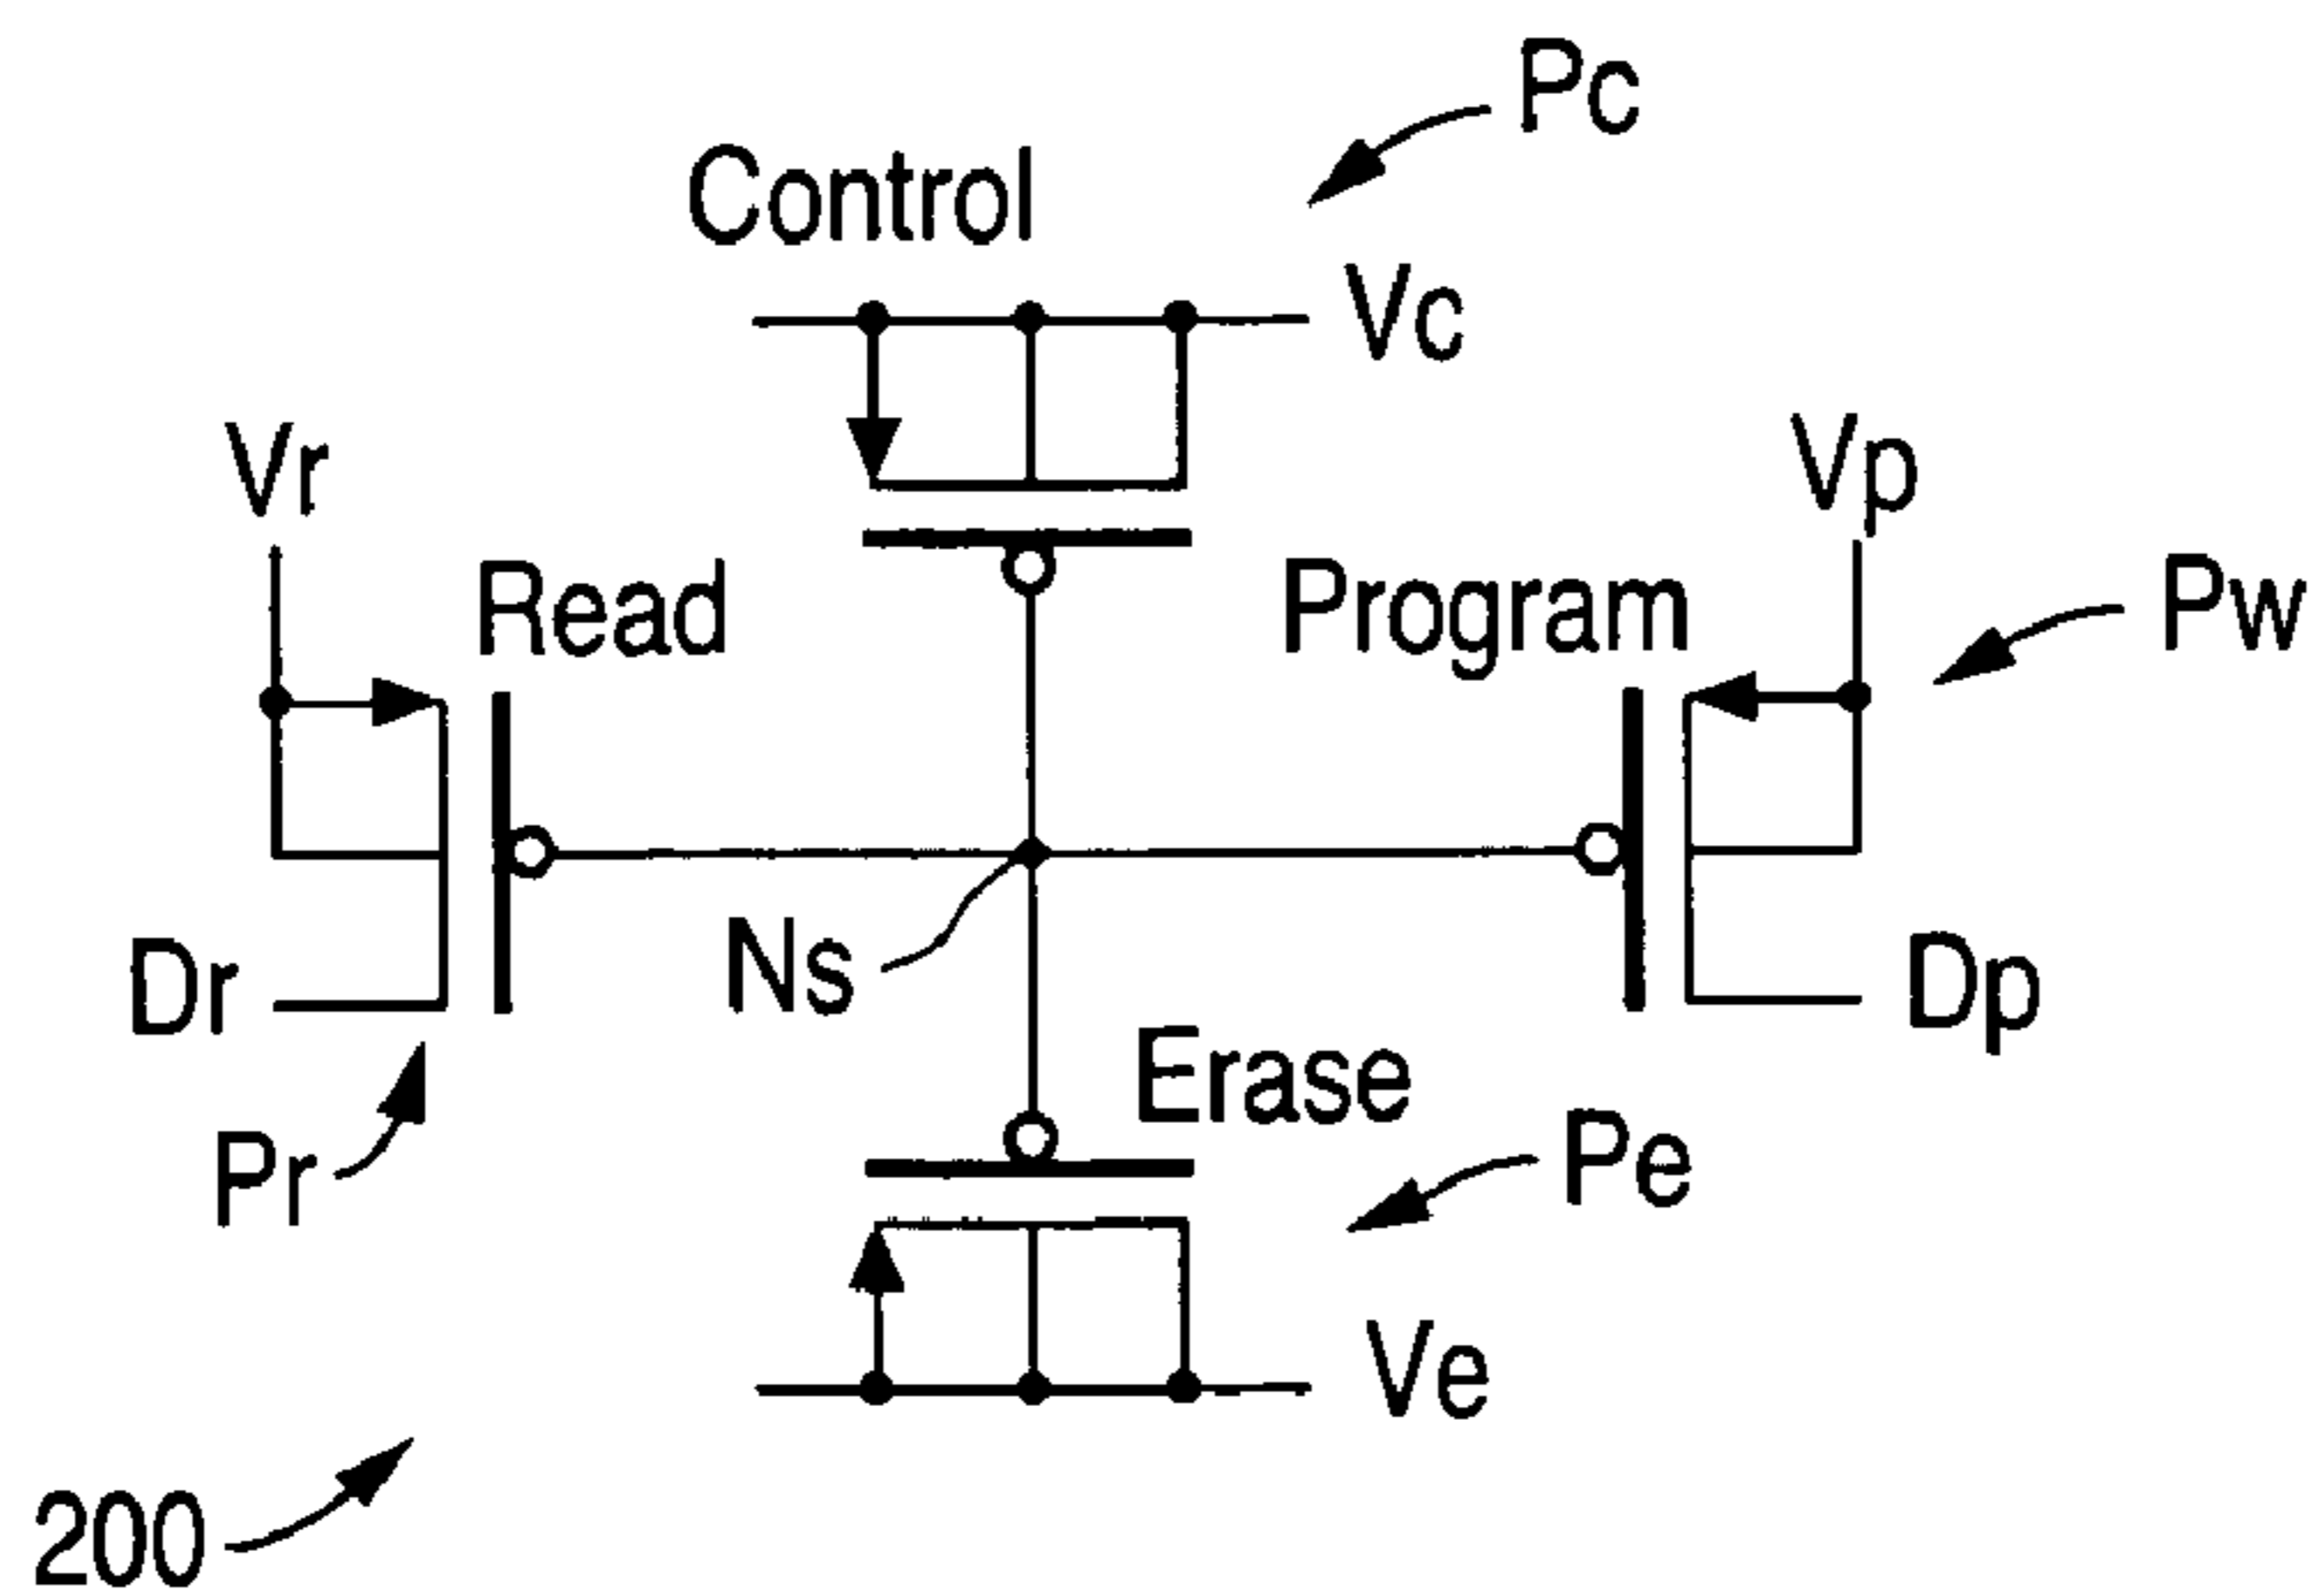 Pc
Control
Vc
Vr
Vp
Read
Program
Pw
Ns
Dr
Dp
Erase
Pr
Pe
Ve
200